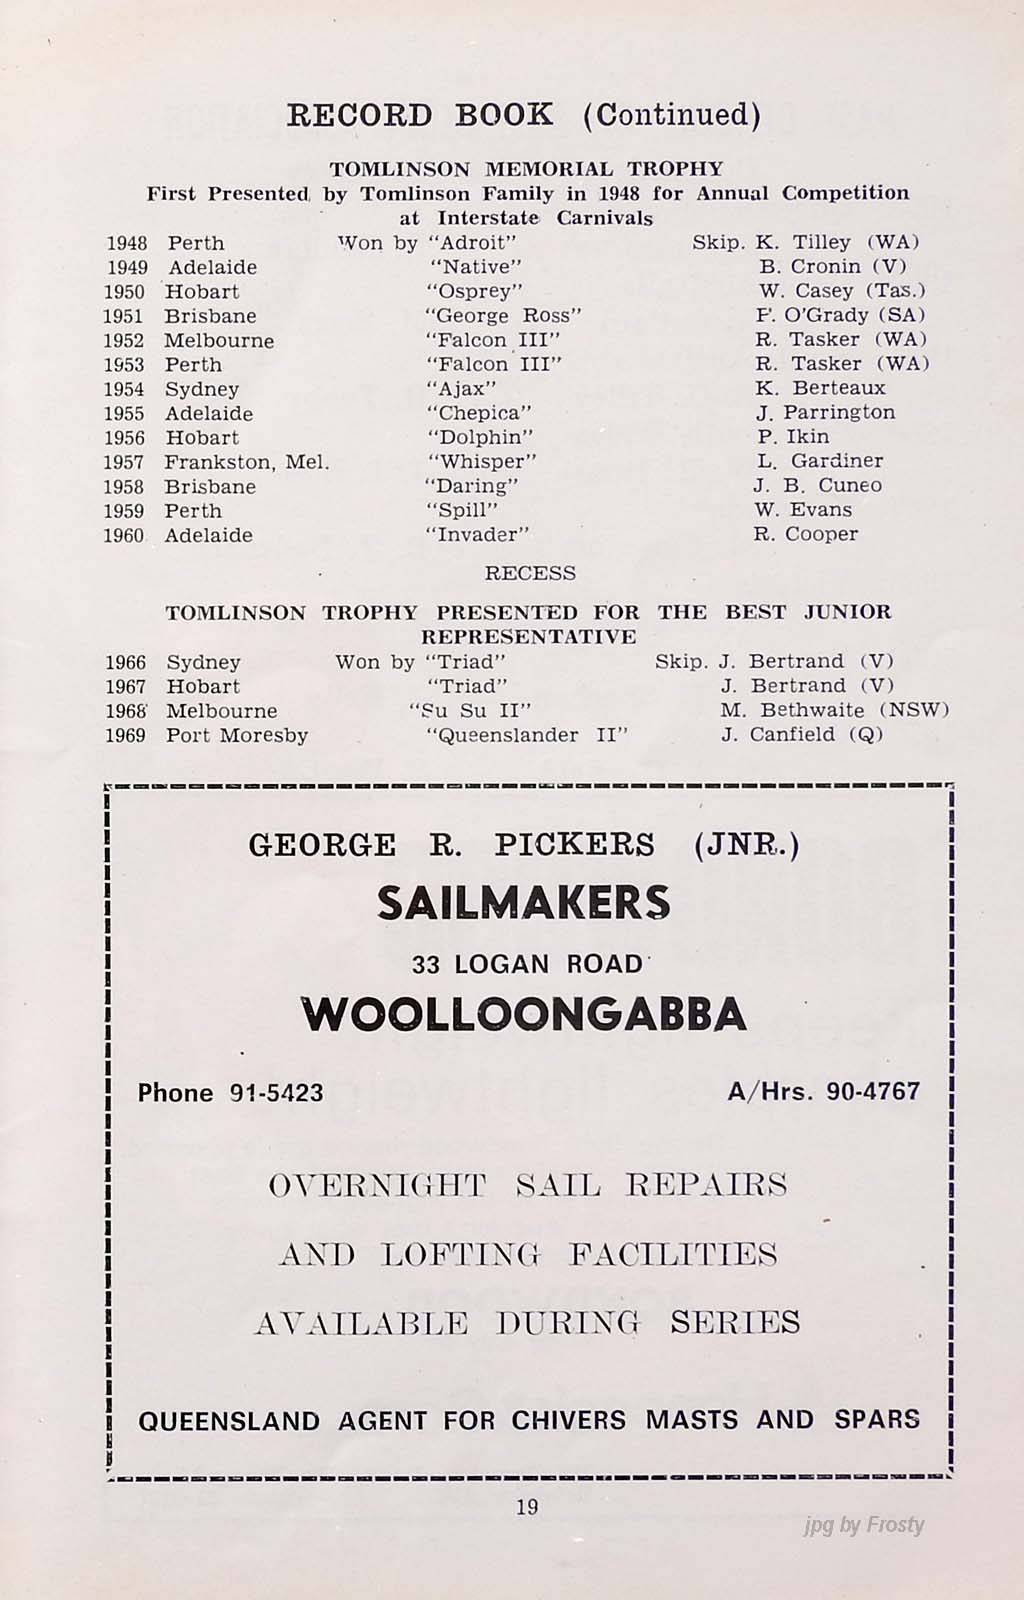 RECORD BOOK (Continued)
TOMLINSON MEMORIAL TROPHY
First Presented by Tomlinson Family in 1948 for Annual Competition
at Interstate Carnivals
1948 Perth Won by "Adroit" Skip. K. Tilley (WA)
1949 Adelaide "Native" B. Cronin (V)
1950 Hobart "Osprey" W. Casey (Tas.)
1951 Brisbane "George Ross" F. O'Grady (SA)
1952 Melbourne "Falcon III" R. Tasker (WA)
1953 Perth "Falcon III" R. Tasker (WA)
1954 Sydney "Ajax" K. Berteaux
1955 Adelaide "Chepica" J. Parrington
1956 Hobart "Dolphin" P. Ikin
1957 Frankston, Mel. "Whisper" L. Gardiner
1958 Brisbane "Daring" J. B. Cuneo
1959 Perth "Spill" W. Evans
1960 Adelaide "Invader" R. Cooper
RECESS
TOMLINSON TROPHY PRESENTED FOR THE BEST JUNIOR
REPRESENTATIVE
1966 Sydney Won by "Triad" Skip. J. Bertrand (V)
1967 Hobart "Triad" J. Bertrand (V)
1968 Melbourne "Su Su II" M. Bethwaite (NSW)
1969 Port Moresby "Queenslander II" J. Canfield (Q)
GEORGE R. PICKERS (JNR.)
SAILMAKERS
33 LOGAN ROAD
WOOLLOONGABBA
Phone 91-5423 A/Hrs. 90-4767
OVERNIGHT SAIL REPAIRS
AND LOFTING FACILITIES
AVAILABLE DURING SERIES
QUEENSLAND AGENT FOR CHIVERS MASTS AND SPARS
19
jpg by Frosty